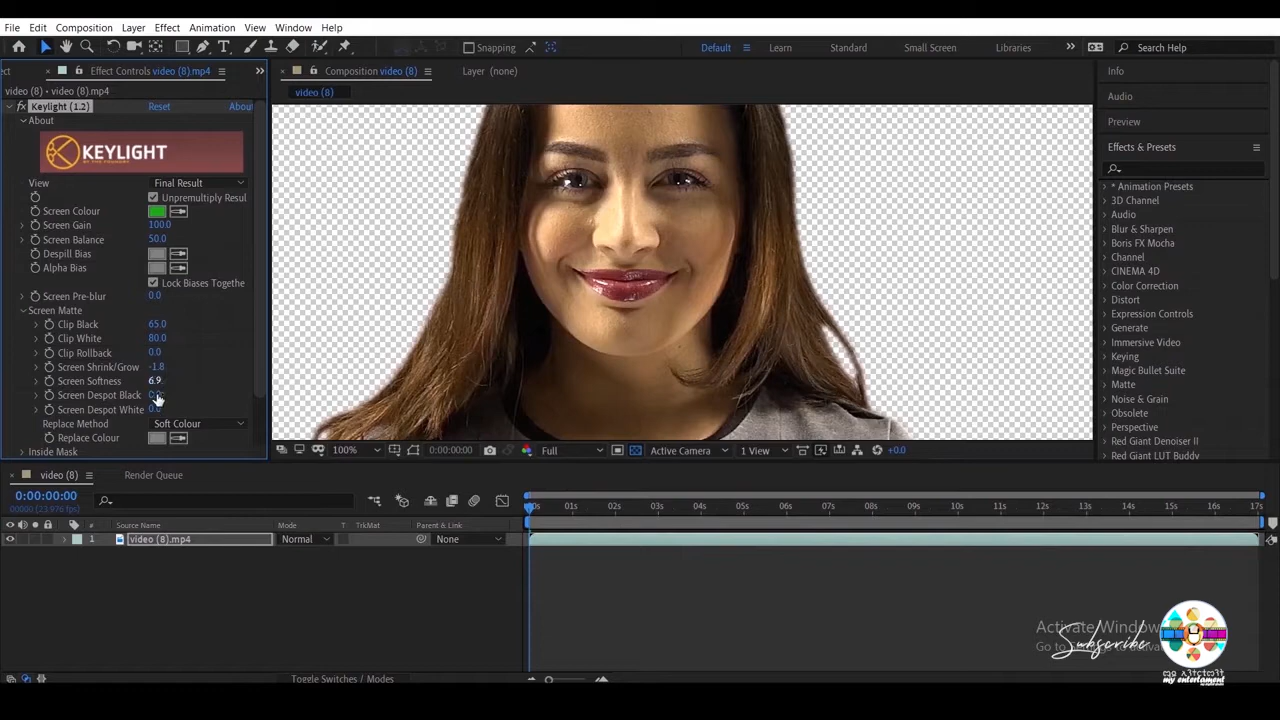 File Edit Composition Layer Effect Animation View Window Help
Snapping Default Learn Standard Small Screen Libraries Search Help
Effect Controls video (8).mp4
Composition video (8)
Layer (none)
video (8) • video (8).mp4
video (8)
fx Keylight (1.2) Reset About
About
KEYLIGHT
View Final Result
Unpremultiply Resul
Screen Colour
Screen Gain 100.0
Screen Balance 50.0
Despill Bias
Alpha Bias
Lock Biases Togethe
Screen Pre-blur 0.0
Screen Matte
Clip Black 65.0
Clip White 80.0
Clip Rollback 0.0
Screen Shrink/Grow -1.8
Screen Softness 6.9
Screen Despot Black
Screen Despot White 0.0
Replace Method Soft Colour
Replace Colour
Inside Mask
100% 0:00:00:00 Full Active Camera 1 View +0.0
Info
Audio
Preview
Effects & Presets
* Animation Presets
3D Channel
Audio
Blur & Sharpen
Boris FX Mocha
Channel
CINEMA 4D
Color Correction
Distort
Expression Controls
Generate
Immersive Video
Keying
Magic Bullet Suite
Matte
Noise & Grain
Obsolete
Perspective
Red Giant Denoiser II
Red Giant LUT Buddy
video (8) Render Queue
0:00:00:00
00000 (23.976 fps)
# Source Name Mode T TrkMat Parent & Link
1 video (8).mp4 Normal None
01s 02s 03s 04s 05s 06s 07s 08s 09s 10s 11s 12s 13s 14s 15s 16s 17s
Toggle Switches / Modes
Subscribe
my entertament